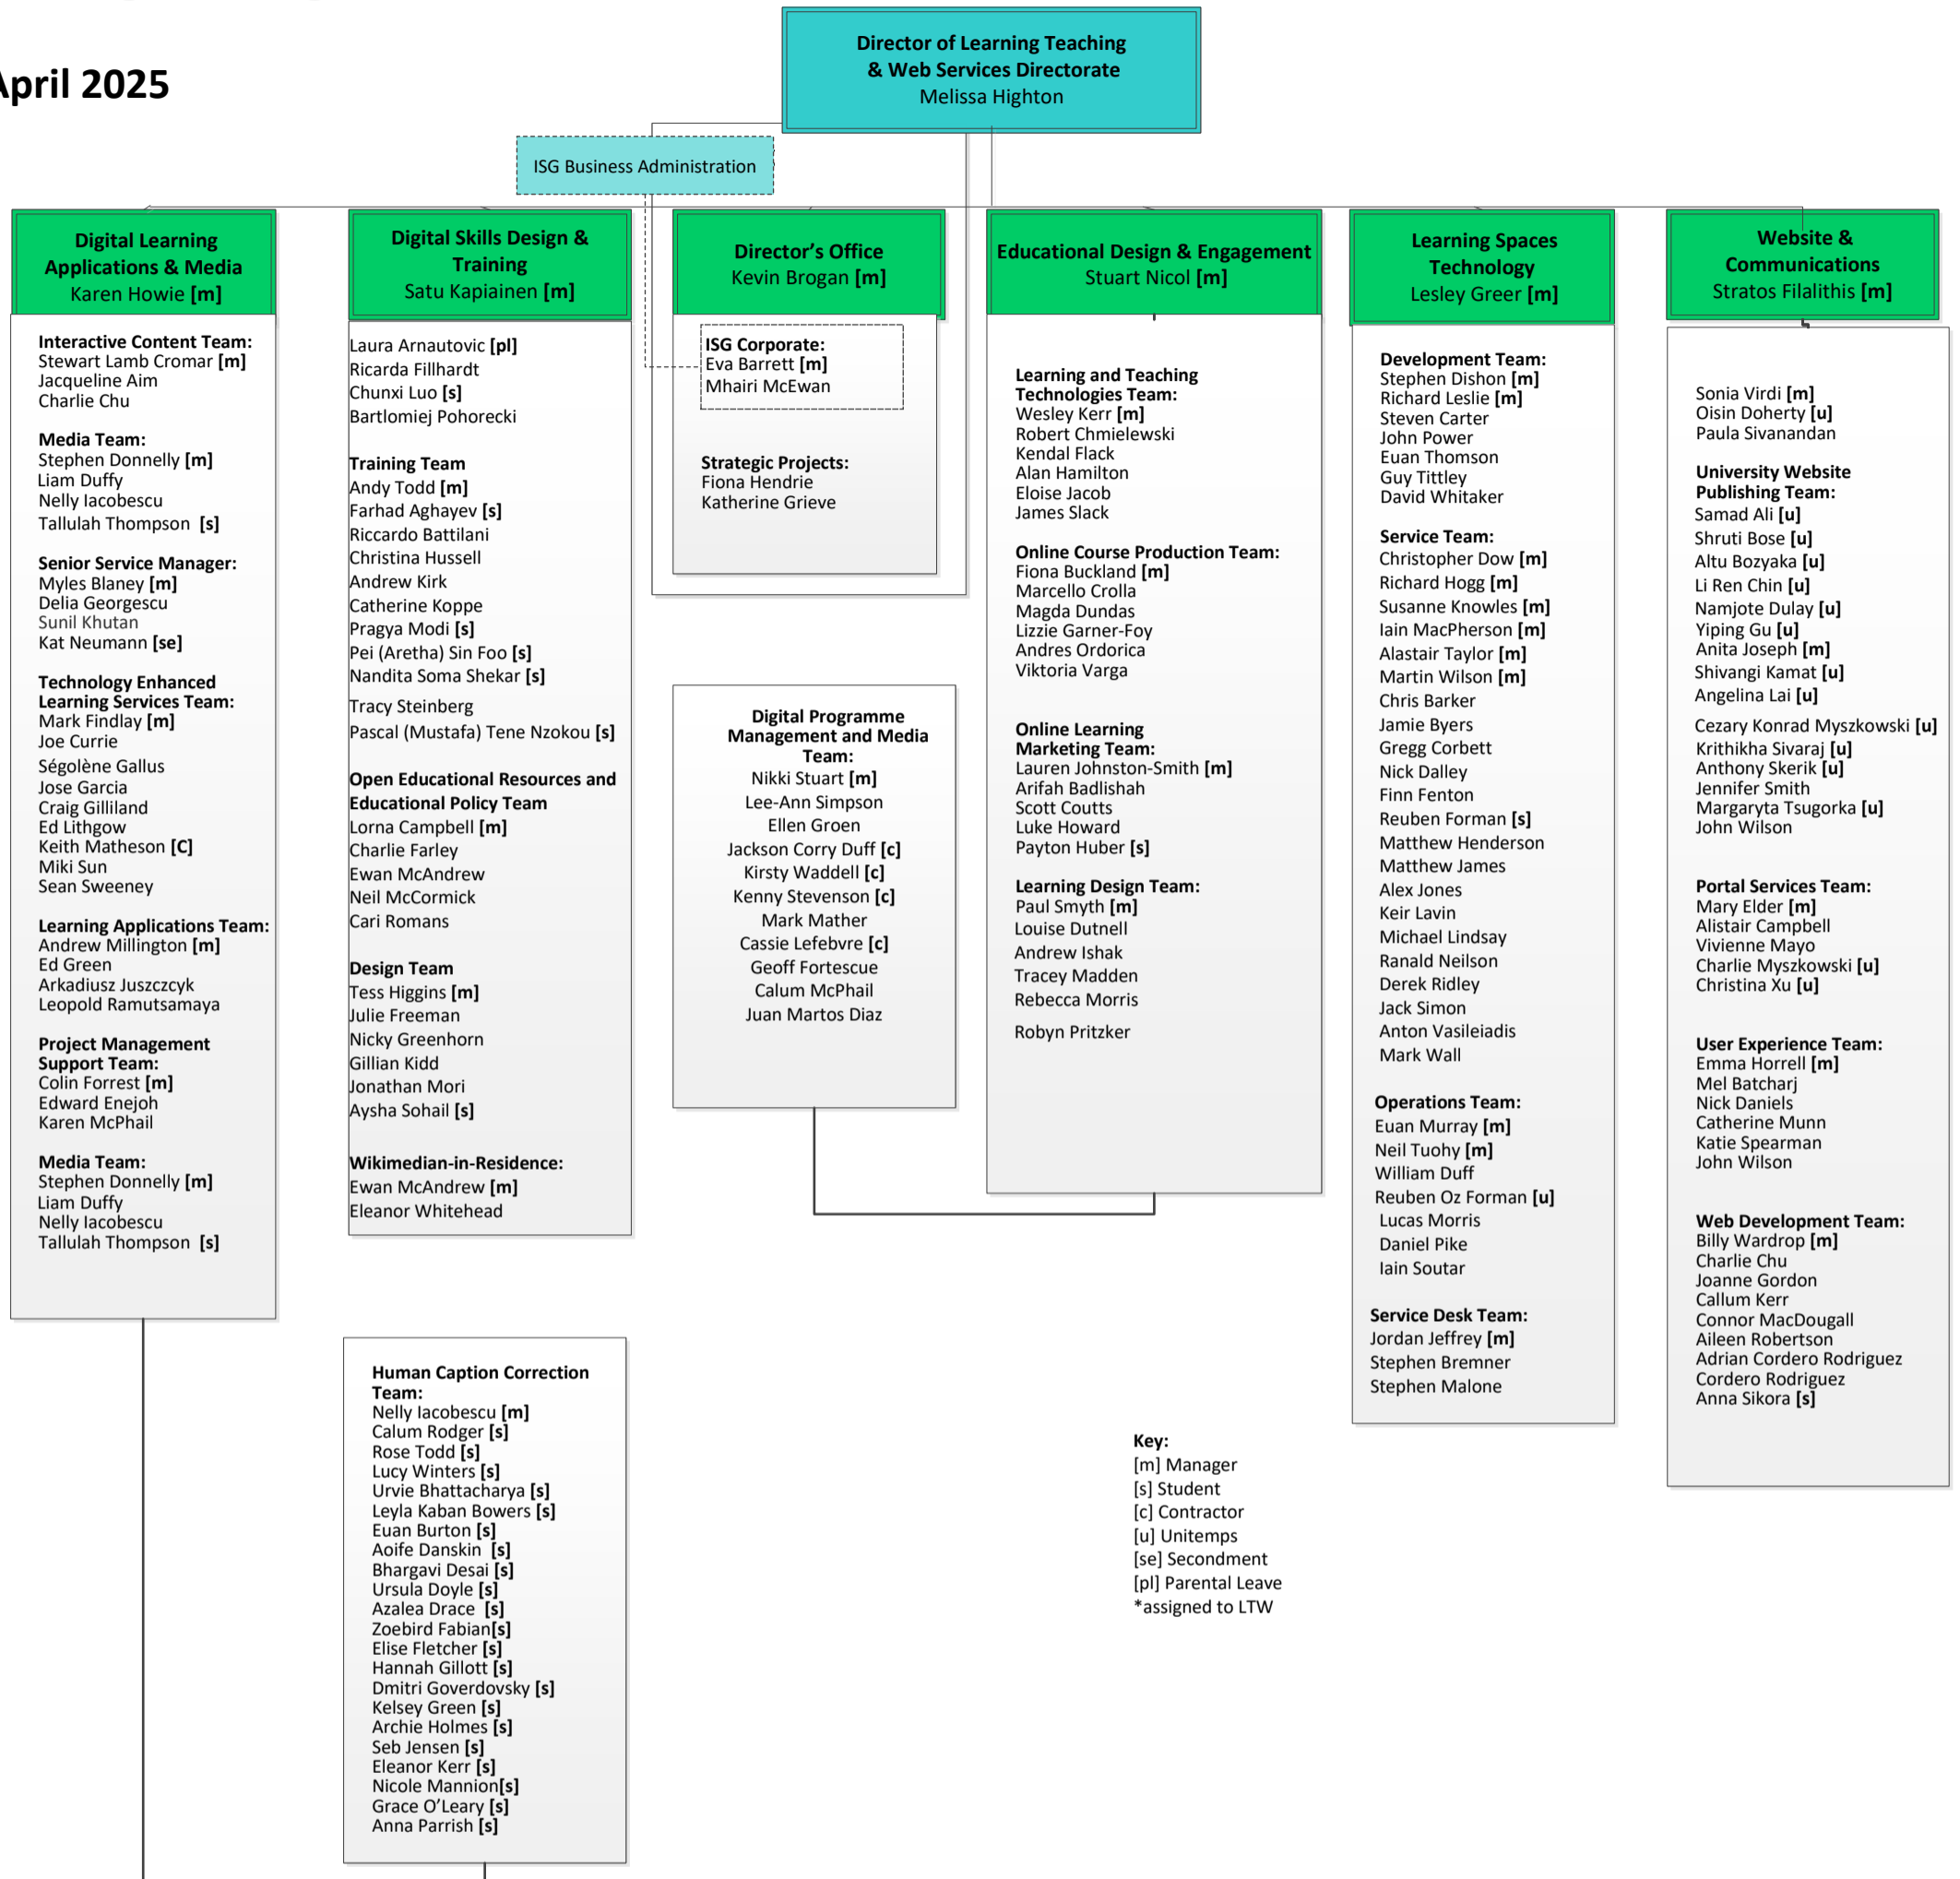 April 2025
Director of Learning Teaching
& Web Services Directorate
Melissa Highton
ISG Business Administration
Digital Learning
Applications & Media
Karen Howie [m]
Interactive Content Team:
Stewart Lamb Cromar [m]
Jacqueline Aim
Charlie Chu
Media Team:
Stephen Donnelly [m]
Liam Duffy
Nelly Iacobescu
Tallulah Thompson [s]
Senior Service Manager:
Myles Blaney [m]
Delia Georgescu
Sunil Khutan
Kat Neumann [se]
Technology Enhanced
Learning Services Team:
Mark Findlay [m]
Joe Currie
Ségolène Gallus
Jose Garcia
Craig Gilliland
Ed Lithgow
Keith Matheson [C]
Miki Sun
Sean Sweeney
Learning Applications Team:
Andrew Millington [m]
Ed Green
Arkadiusz Juszczcyk
Leopold Ramutsamaya
Project Management
Support Team:
Colin Forrest [m]
Edward Enejoh
Karen McPhail
Media Team:
Stephen Donnelly [m]
Liam Duffy
Nelly Iacobescu
Tallulah Thompson [s]
Digital Skills Design &
Training
Satu Kapiainen [m]
Laura Arnautovic [pl]
Ricarda Fillhardt
Chunxi Luo [s]
Bartlomiej Pohorecki
Training Team
Andy Todd [m]
Farhad Aghayev [s]
Riccardo Battilani
Christina Hussell
Andrew Kirk
Catherine Koppe
Pragya Modi [s]
Pei (Aretha) Sin Foo [s]
Nandita Soma Shekar [s]
Tracy Steinberg
Pascal (Mustafa) Tene Nzokou [s]
Open Educational Resources and
Educational Policy Team
Lorna Campbell [m]
Charlie Farley
Ewan McAndrew
Neil McCormick
Cari Romans
Design Team
Tess Higgins [m]
Julie Freeman
Nicky Greenhorn
Gillian Kidd
Jonathan Mori
Aysha Sohail [s]
Wikimedian-in-Residence:
Ewan McAndrew [m]
Eleanor Whitehead
Human Caption Correction
Team:
Nelly Iacobescu [m]
Calum Rodger [s]
Rose Todd [s]
Lucy Winters [s]
Urvie Bhattacharya [s]
Leyla Kaban Bowers [s]
Euan Burton [s]
Aoife Danskin [s]
Bhargavi Desai [s]
Ursula Doyle [s]
Azalea Drace [s]
Zoebird Fabian[s]
Elise Fletcher [s]
Hannah Gillott [s]
Dmitri Goverdovsky [s]
Kelsey Green [s]
Archie Holmes [s]
Seb Jensen [s]
Eleanor Kerr [s]
Nicole Mannion[s]
Grace O’Leary [s]
Anna Parrish [s]
Director’s Office
Kevin Brogan [m]
ISG Corporate:
Eva Barrett [m]
Mhairi McEwan
Strategic Projects:
Fiona Hendrie
Katherine Grieve
Digital Programme
Management and Media
Team:
Nikki Stuart [m]
Lee-Ann Simpson
Ellen Groen
Jackson Corry Duff [c]
Kirsty Waddell [c]
Kenny Stevenson [c]
Mark Mather
Cassie Lefebvre [c]
Geoff Fortescue
Calum McPhail
Juan Martos Diaz
Educational Design & Engagement
Stuart Nicol [m]
Learning and Teaching
Technologies Team:
Wesley Kerr [m]
Robert Chmielewski
Kendal Flack
Alan Hamilton
Eloise Jacob
James Slack
Online Course Production Team:
Fiona Buckland [m]
Marcello Crolla
Magda Dundas
Lizzie Garner-Foy
Andres Ordorica
Viktoria Varga
Online Learning
Marketing Team:
Lauren Johnston-Smith [m]
Arifah Badlishah
Scott Coutts
Luke Howard
Payton Huber [s]
Learning Design Team:
Paul Smyth [m]
Louise Dutnell
Andrew Ishak
Tracey Madden
Rebecca Morris
Robyn Pritzker
Learning Spaces
Technology
Lesley Greer [m]
Development Team:
Stephen Dishon [m]
Richard Leslie [m]
Steven Carter
John Power
Euan Thomson
Guy Tittley
David Whitaker
Service Team:
Christopher Dow [m]
Richard Hogg [m]
Susanne Knowles [m]
Iain MacPherson [m]
Alastair Taylor [m]
Martin Wilson [m]
Chris Barker
Jamie Byers
Gregg Corbett
Nick Dalley
Finn Fenton
Reuben Forman [s]
Matthew Henderson
Matthew James
Alex Jones
Keir Lavin
Michael Lindsay
Ranald Neilson
Derek Ridley
Jack Simon
Anton Vasileiadis
Mark Wall
Operations Team:
Euan Murray [m]
Neil Tuohy [m]
William Duff
Reuben Oz Forman [u]
Lucas Morris
Daniel Pike
Iain Soutar
Service Desk Team:
Jordan Jeffrey [m]
Stephen Bremner
Stephen Malone
Website &
Communications
Stratos Filalithis [m]
Sonia Virdi [m]
Oisin Doherty [u]
Paula Sivanandan
University Website
Publishing Team:
Samad Ali [u]
Shruti Bose [u]
Altu Bozyaka [u]
Li Ren Chin [u]
Namjote Dulay [u]
Yiping Gu [u]
Anita Joseph [m]
Shivangi Kamat [u]
Angelina Lai [u]
Cezary Konrad Myszkowski [u]
Krithikha Sivaraj [u]
Anthony Skerik [u]
Jennifer Smith
Margaryta Tsugorka [u]
John Wilson
Portal Services Team:
Mary Elder [m]
Alistair Campbell
Vivienne Mayo
Charlie Myszkowski [u]
Christina Xu [u]
User Experience Team:
Emma Horrell [m]
Mel Batcharj
Nick Daniels
Catherine Munn
Katie Spearman
John Wilson
Web Development Team:
Billy Wardrop [m]
Charlie Chu
Joanne Gordon
Callum Kerr
Connor MacDougall
Aileen Robertson
Adrian Cordero Rodriguez
Cordero Rodriguez
Anna Sikora [s]
Key:
[m] Manager
[s] Student
[c] Contractor
[u] Unitemps
[se] Secondment
[pl] Parental Leave
*assigned to LTW